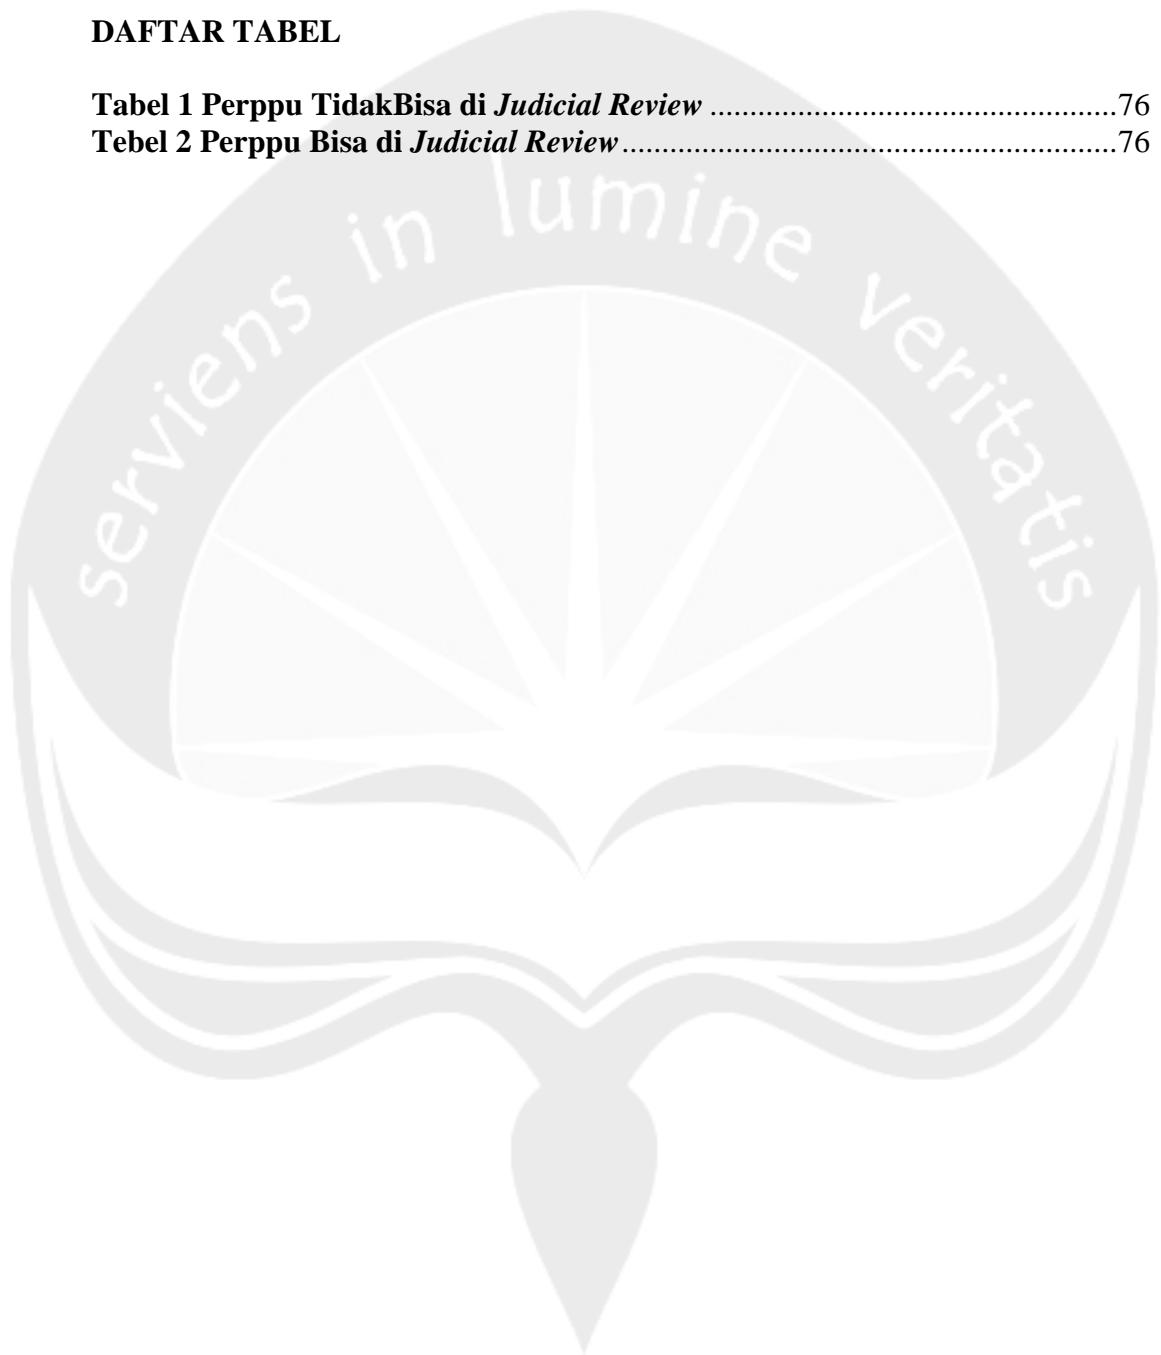 DAFTAR TABEL
Tabel 1 Perppu TidakBisa di Judicial Review ...................................................76
Tebel 2 Perppu Bisa di Judicial Review..............................................................76
serviens in lumine veritatis